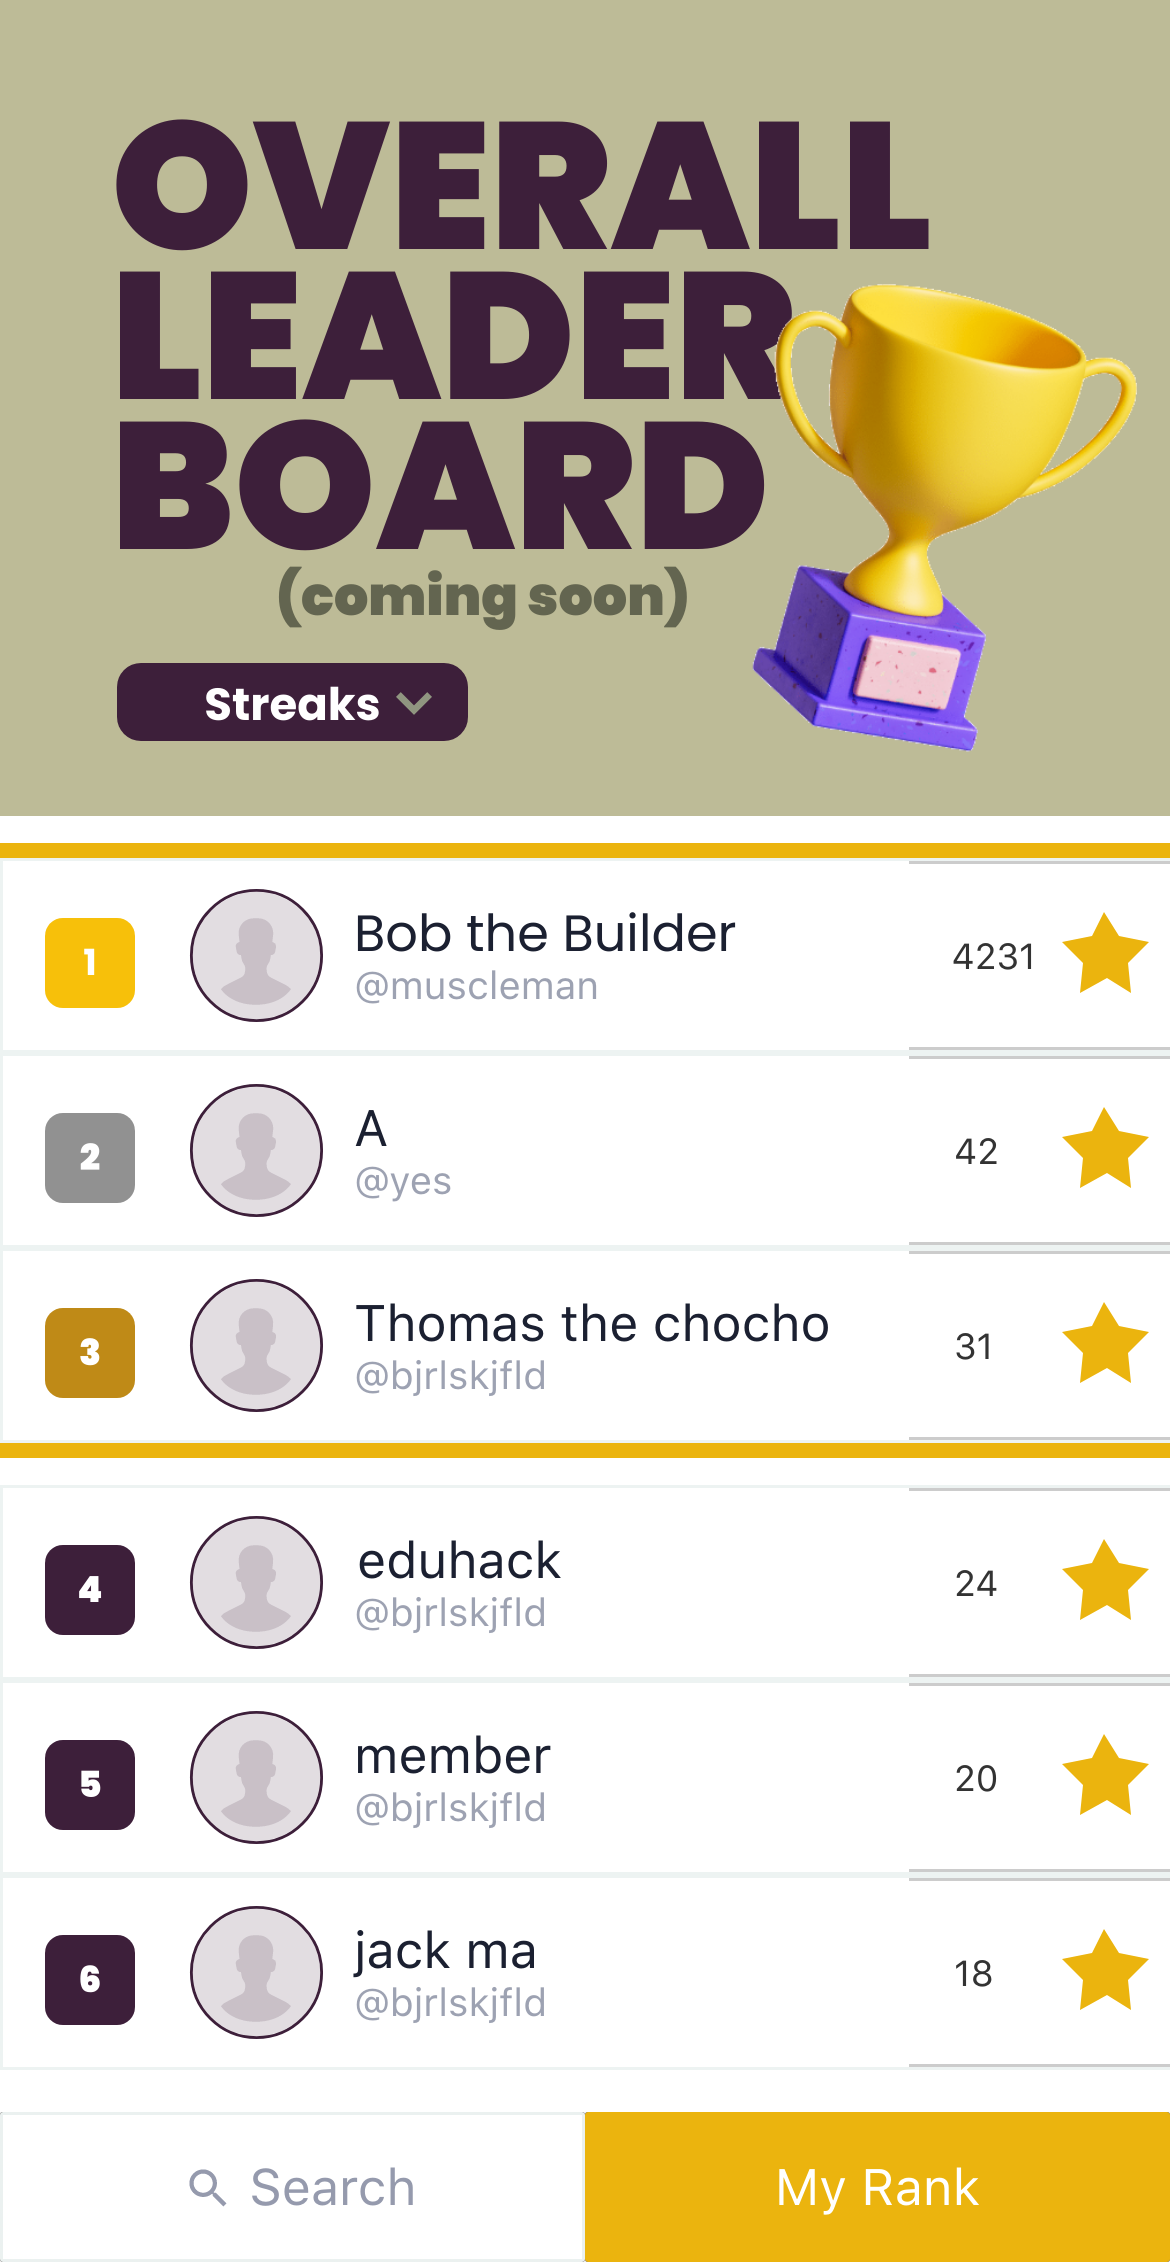 OVERALL
LEADER
BOARD
(coming soon)
Streaks
1
Bob the Builder
@muscleman
4231
2
A
@yes
42
3
Thomas the chocho
@bjrlskjfld
31
4
eduhack
@bjrlskjfld
24
5
member
@bjrlskjfld
20
6
jack ma
@bjrlskjfld
18
Search
My Rank